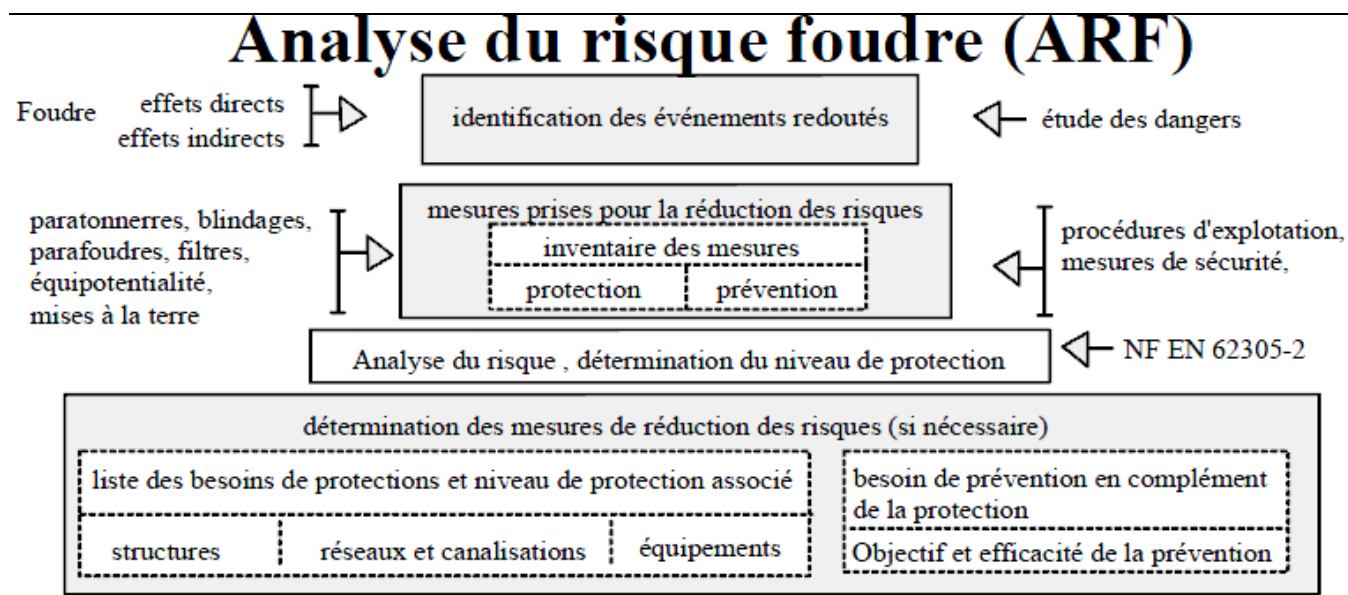 Analyse du risque foudre (ARF)
Foudre
effets directs
effets indirects
identification des événements redoutés
étude des dangers
paratonnerres, blindages,
parafoudres, filtres,
équipotentialité,
mises à la terre
mesures prises pour la réduction des risques
inventaire des mesures
protection
prévention
procédures d'explotation,
mesures de sécurité,
Analyse du risque , détermination du niveau de protection
NF EN 62305-2
détermination des mesures de réduction des risques (si nécessaire)
liste des besoins de protections et niveau de protection associé
structures
réseaux et canalisations
équipements
besoin de prévention en complément
de la protection
Objectif et efficacité de la prévention